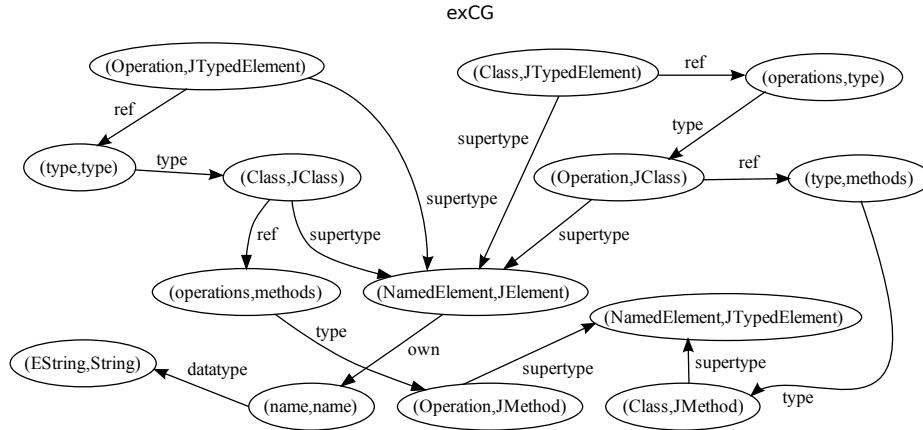 exCG
(Operation,JTypedElement)
(Class,JTypedElement)
ref
(operations,type)
ref
supertype
type
(type,type)
type
(Class,JClass)
(Operation,JClass)
ref
(type,methods)
supertype
ref
supertype
supertype
(operations,methods)
(NamedElement,JElement)
(NamedElement,JTypedElement)
type
own
(EString,String)
datatype
supertype
supertype
(name,name)
(Operation,JMethod)
(Class,JMethod)
type